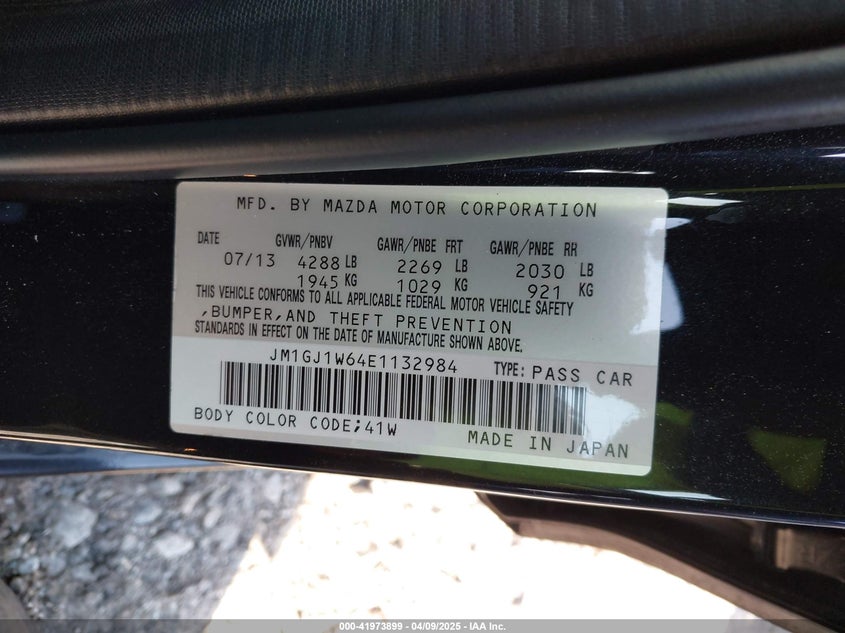 MFD. BY MAZDA MOTOR CORPORATION
DATE GVWR/PNBV GAWR/PNBE FRT GAWR/PNBE RR
07/13 4288 LB 2269 LB 2030 LB
1945 KG 1029 KG 921 KG
THIS VEHICLE CONFORMS TO ALL APPLICABLE FEDERAL MOTOR VEHICLE SAFETY
,BUMPER,AND THEFT PREVENTION
STANDARDS IN EFFECT ON THE DATE OF MANUFACTURE SHOWN ABOVE.
JM1GJ1W64E1132984 TYPE: PASS CAR
BODY COLOR CODE;41W MADE IN JAPAN
000-41973899 - 04/09/2025 - IAA Inc.